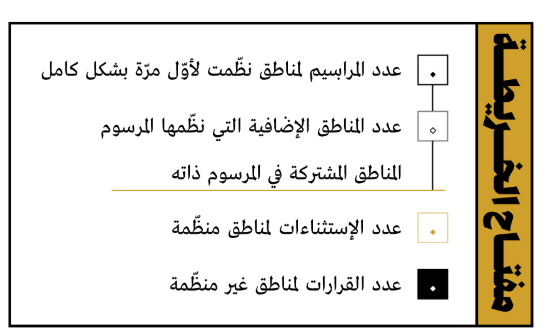 مفتاح الخريطة
عدد المراسيم لمناطق نظّمت لأوّل مرّة بشكل كامل
عدد المناطق الإضافية التي نظّمها المرسوم
المناطق المشتركة في المرسوم ذاته
عدد الإستثناءات لمناطق منظّمة
عدد القرارات لمناطق غير منظّمة